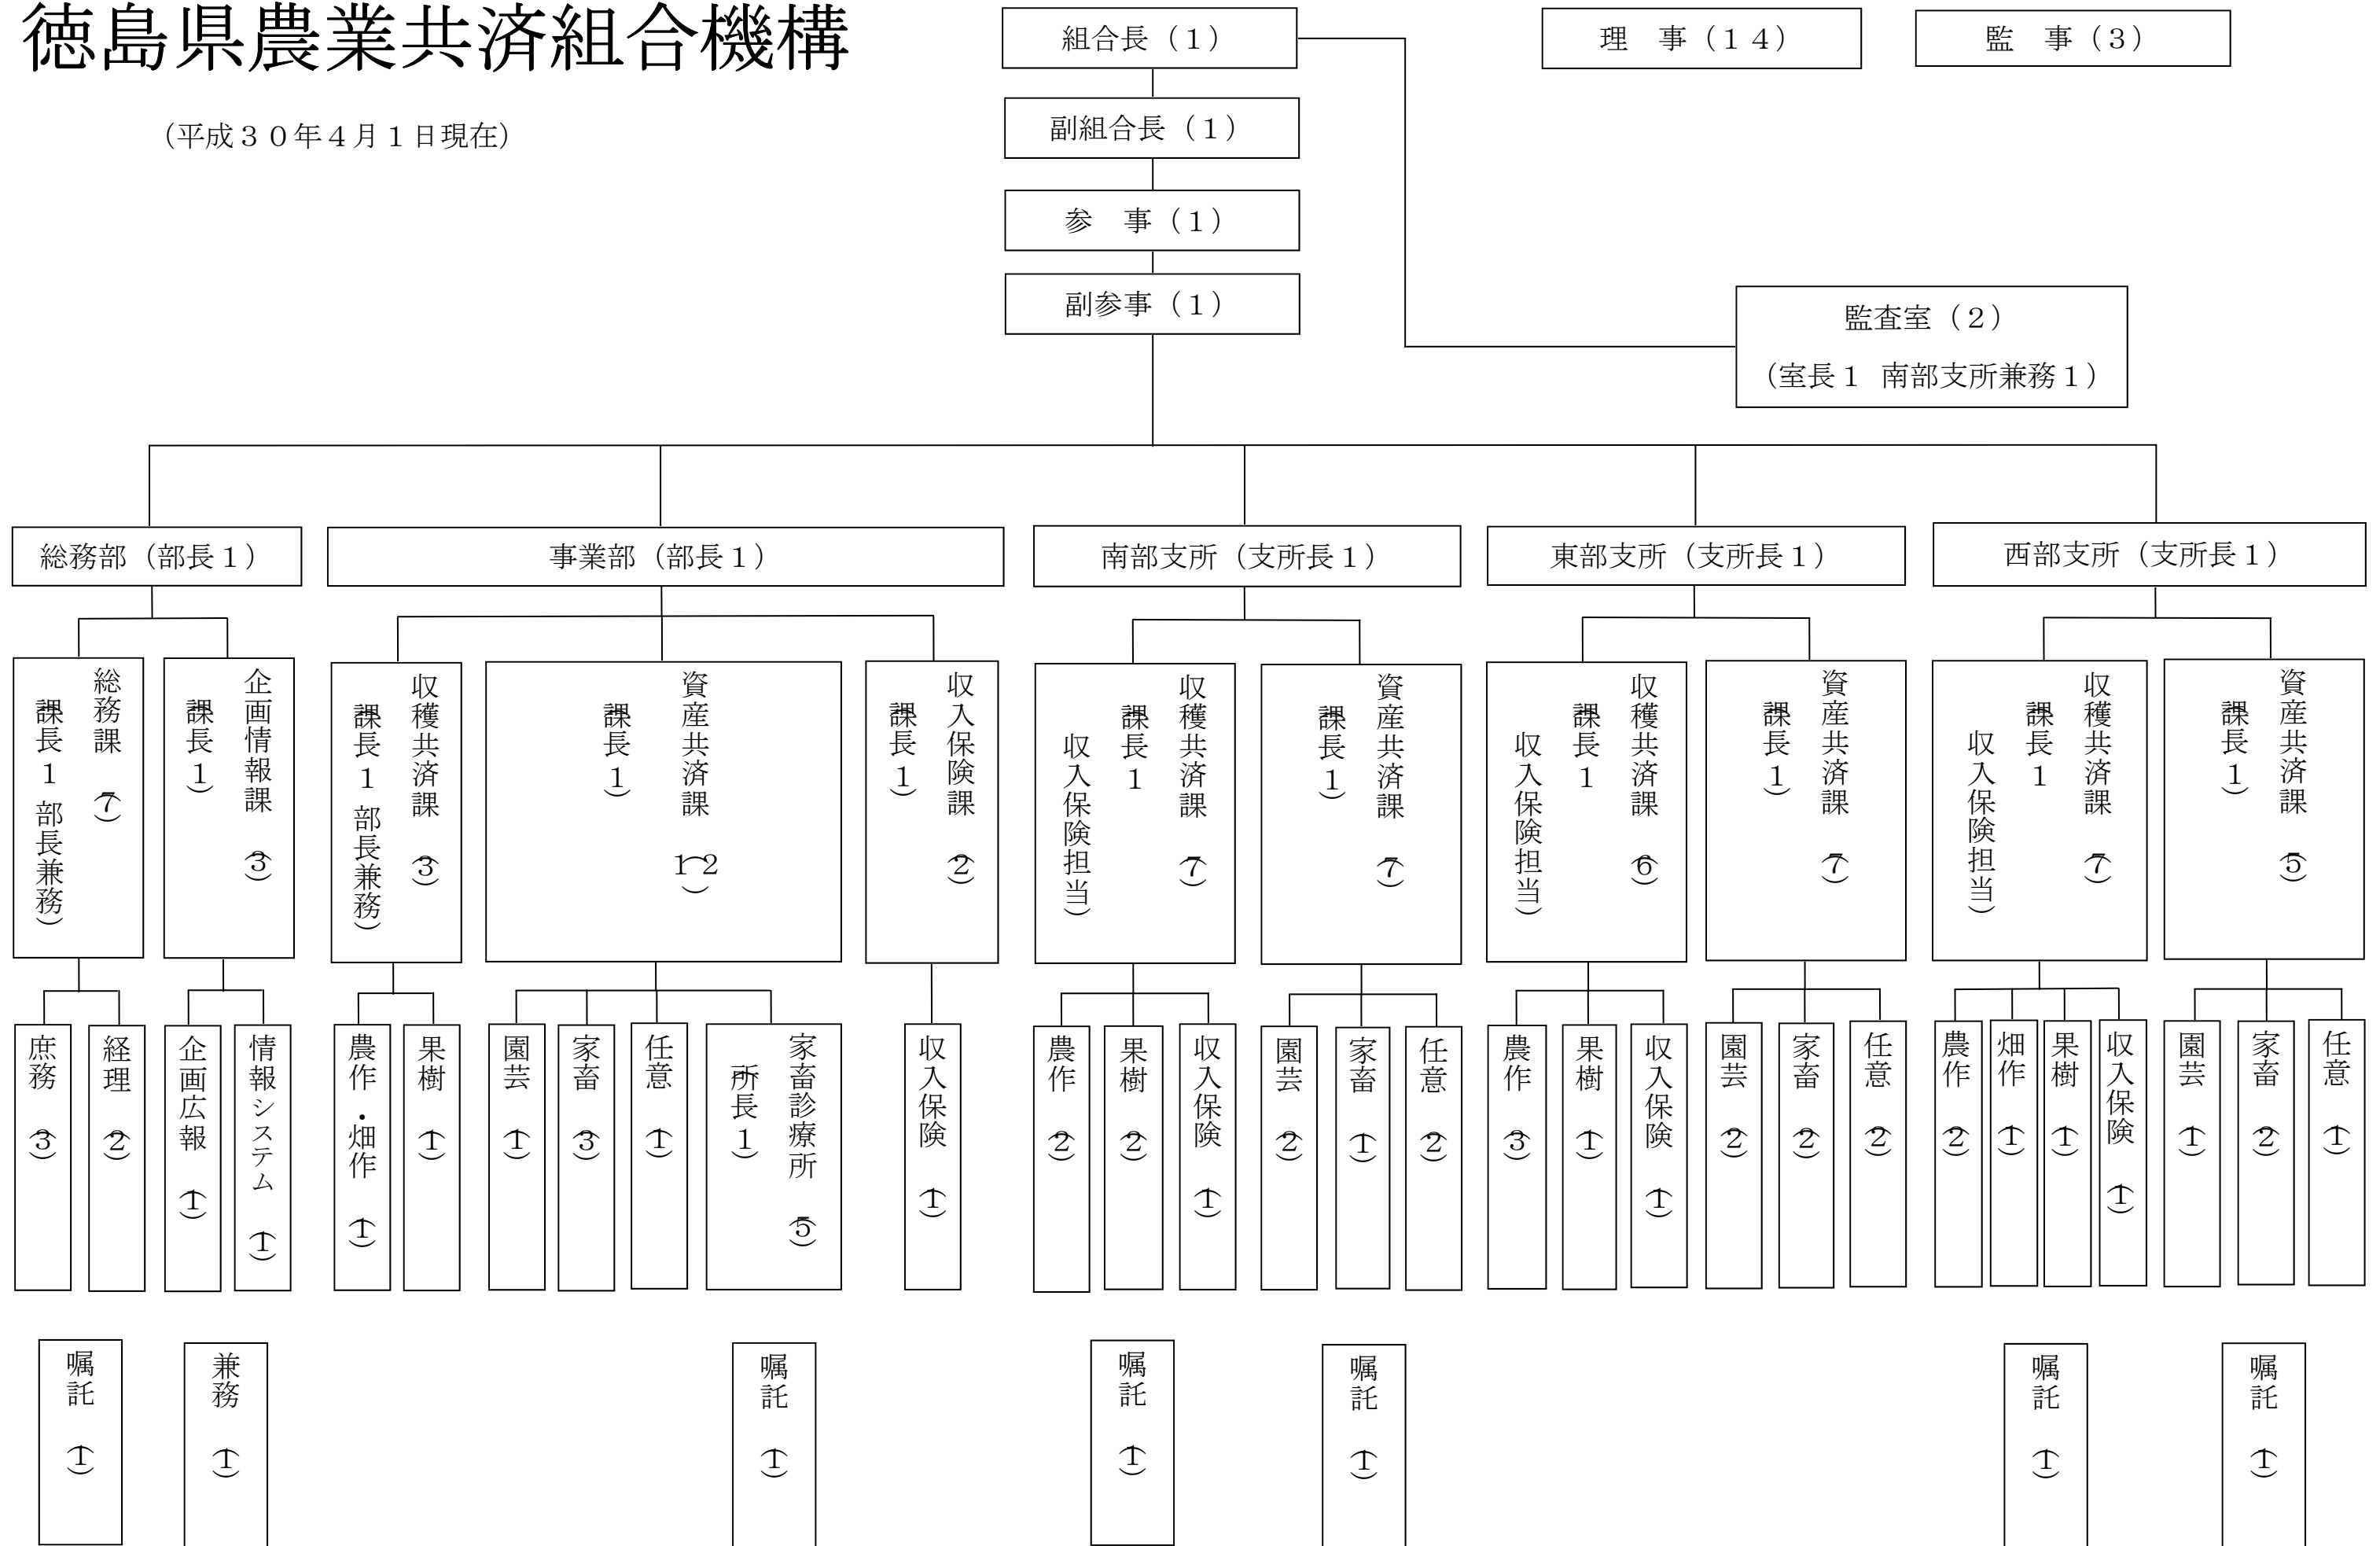 徳島県農業共済組合機構
（平成３０年４月１日現在）
組合長（１）
理　事（１４）
監　事（３）
副組合長（１）
参　事（１）
副参事（１）
監査室（２）
（室長１ 南部支所兼務１）
総務部（部長１）
事業部（部長１）
南部支所（支所長１）
東部支所（支所長１）
西部支所（支所長１）
総務課　（７）
（課長１ 部長兼務）
企画情報課　（３）
（課長１）
収穫共済課　（３）
（課長１ 部長兼務）
資産共済課　（１２）
（課長１）
収入保険課　（２）
（課長１）
収穫共済課　（７）
（課長１
収入保険担当）
資産共済課　（７）
（課長１）
収穫共済課　（６）
（課長１
収入保険担当）
資産共済課　（７）
（課長１）
収穫共済課　（７）
（課長１
収入保険担当）
資産共済課　（５）
（課長１）
庶務　（３）
経理　（２）
企画広報　（１）
情報システム　（１）
農作・畑作　（１）
果樹　（１）
園芸　（１）
家畜　（３）
任意　（１）
家畜診療所　（５）
（所長１）
収入保険　（１）
農作　（２）
果樹　（２）
収入保険　（１）
園芸　（２）
家畜　（１）
任意　（２）
農作　（３）
果樹　（１）
収入保険　（１）
園芸　（２）
家畜　（２）
任意　（２）
農作　（２）
畑作　（１）
果樹　（１）
収入保険　（１）
園芸　（１）
家畜　（２）
任意　（１）
嘱託　（１）
兼務　（１）
嘱託　（１）
嘱託　（１）
嘱託　（１）
嘱託　（１）
嘱託　（１）